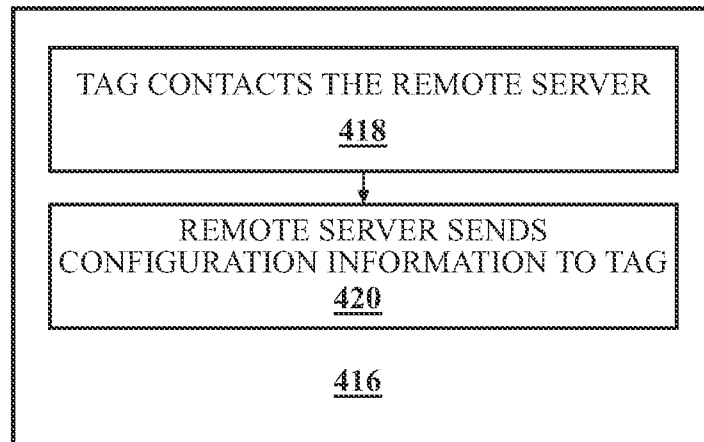 TAG CONTACTS THE REMOTE SERVER
418
REMOTE SERVER SENDS
CONFIGURATION INFORMATION TO TAG
420
416